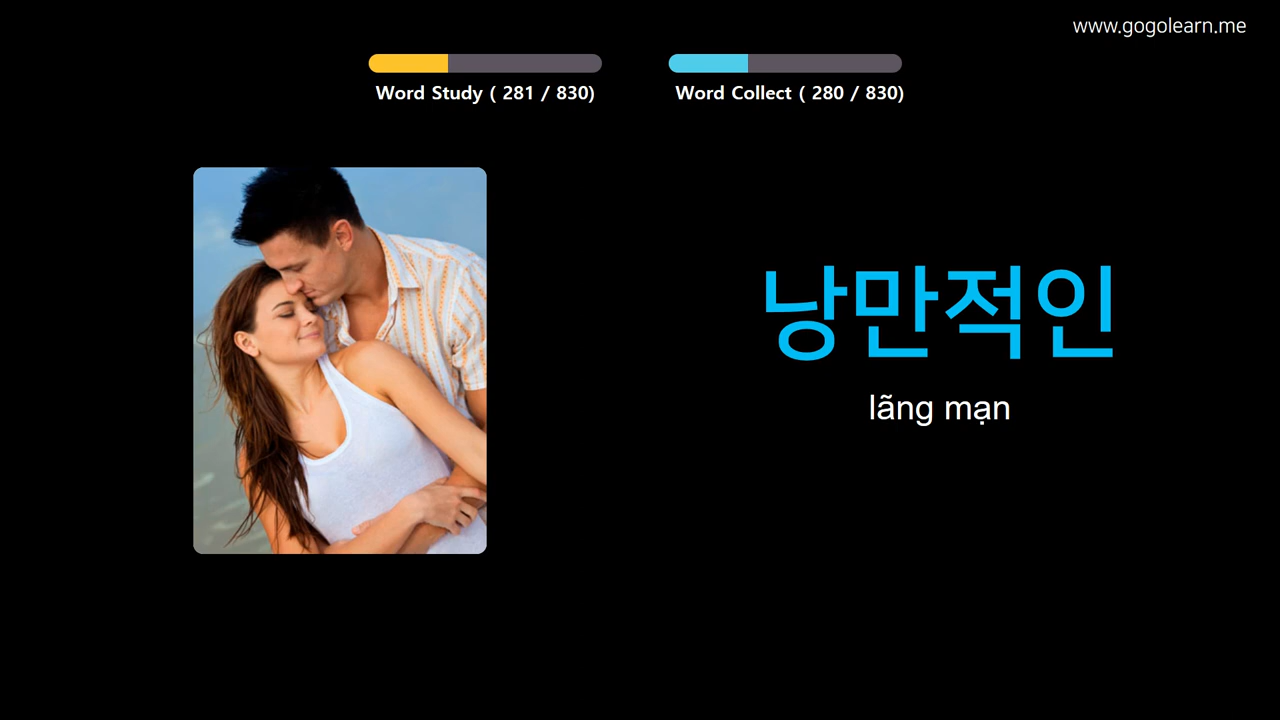 www.gogolearn.me
Word Study ( 281 / 830)
Word Collect ( 280 / 830)
낭만적인
lãng mạn